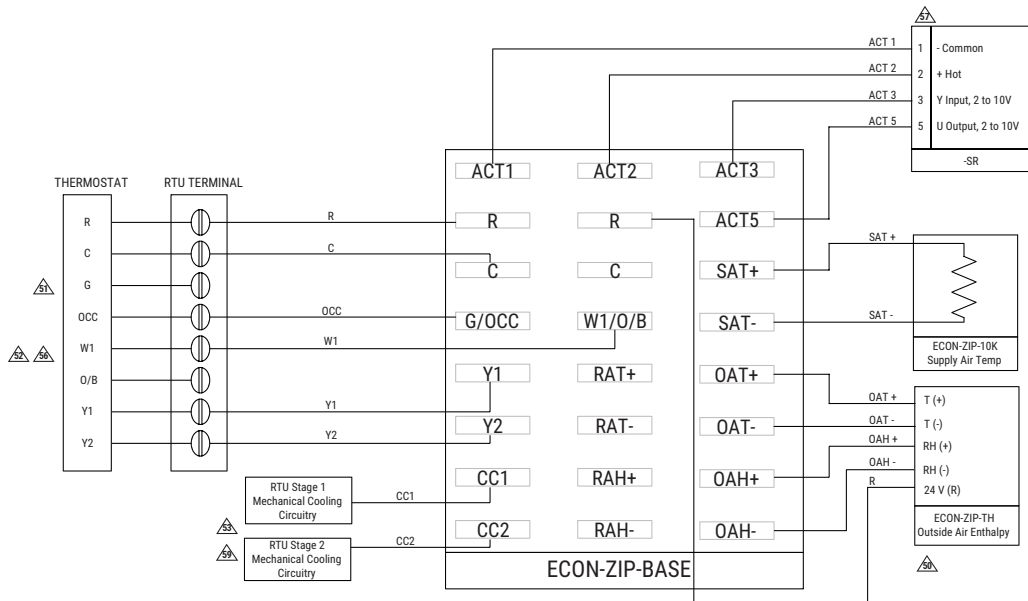 57
ACT 1
1
- Common
ACT 2
2
+ Hot
ACT 3
3
Y Input, 2 to 10V
ACT 5
5
U Output, 2 to 10V
-SR
THERMOSTAT
RTU TERMINAL
ACT1
ACT2
ACT3
R
R
R
R
ACT5
C
C
C
C
SAT+
SAT +
51
G
OCC
OCC
G/OCC
W1/O/B
SAT-
SAT -
52
56
W1
W1
ECON-ZIP-10K
Supply Air Temp
O/B
Y1
RAT+
OAT+
OAT +
T (+)
Y1
Y1
Y2
RAT-
OAT-
OAT -
T (-)
Y2
Y2
OAH +
RH (+)
OAH -
RH (-)
R
24 V (R)
RTU Stage 1
Mechanical Cooling
Circuitry
CC1
CC1
RAH+
OAH+
53
ECON-ZIP-TH
Outside Air Enthalpy
59
RTU Stage 2
Mechanical Cooling
Circuitry
CC2
CC2
RAH-
OAH-
50
ECON-ZIP-BASE